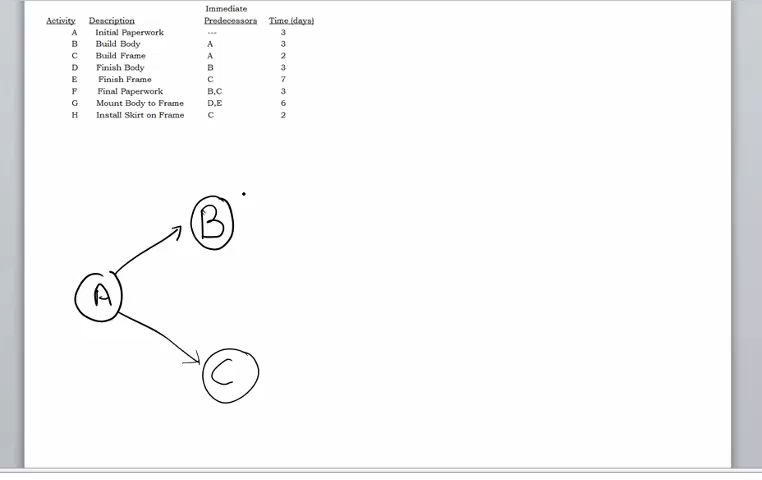 Immediate
Activity Description Predecessors Time (days)
A Initial Paperwork --- 3
B Build Body A 3
C Build Frame A 2
D Finish Body B 3
E Finish Frame C 7
F Final Paperwork B,C 3
G Mount Body to Frame D,E 6
H Install Skirt on Frame C 2
B
A
C